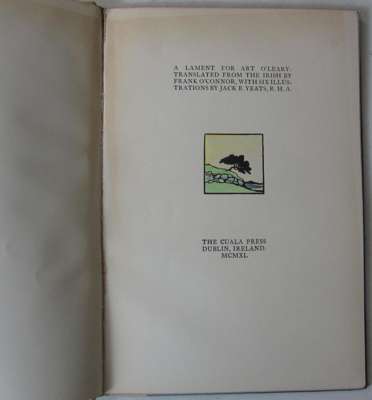 A LAMENT FOR ART O'LEARY.
TRANSLATED FROM THE IRISH BY
FRANK O'CONNOR, WITH SIX ILLUS-
TRATIONS BY JACK B. YEATS, R. H. A.
THE CUALA PRESS
DUBLIN, IRELAND.
MCMXL